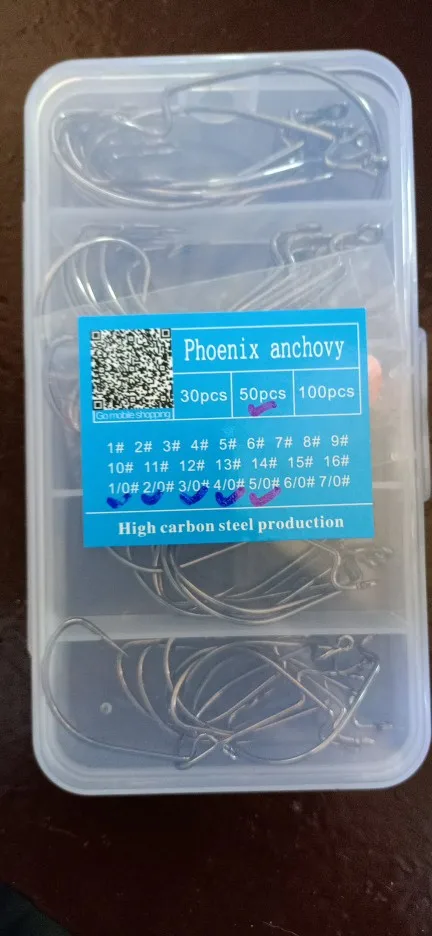 Phoenix anchovy
Go mobile shopping
30pcs 50pcs 100pcs
1# 2# 3# 4# 5# 6# 7# 8# 9#
10# 11# 12# 13# 14# 15# 16#
1/0# 2/0# 3/0# 4/0# 5/0# 6/0# 7/0#
High carbon steel production